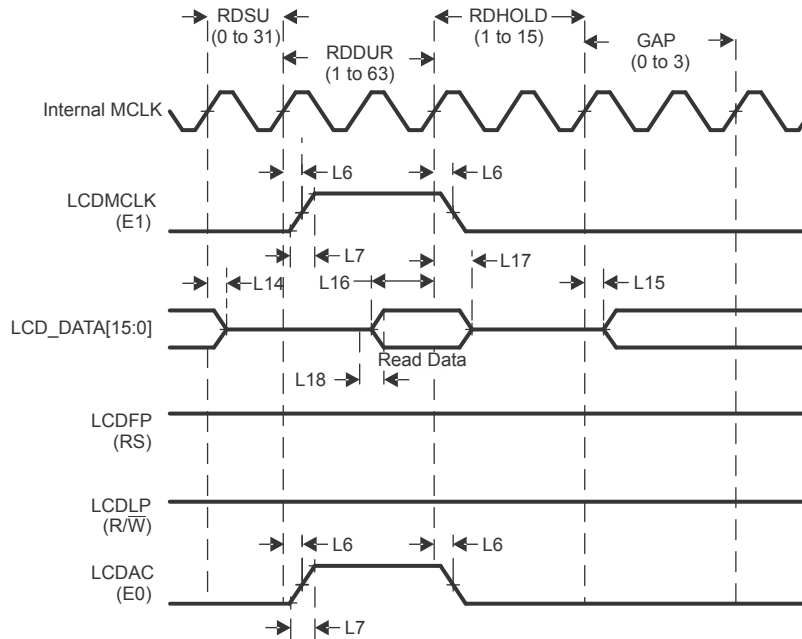 RDSU
(0 to 31)
RDDUR
(1 to 63)
RDHOLD
(1 to 15)
GAP
(0 to 3)
Internal MCLK
L6
L6
LCDMCLK
(E1)
L7
L14
L16
L17
L15
LCD_DATA[15:0]
Read Data
L18
LCDFP
(RS)
LCDLP
(R/W̅)
L6
L6
LCDAC
(E0)
L7